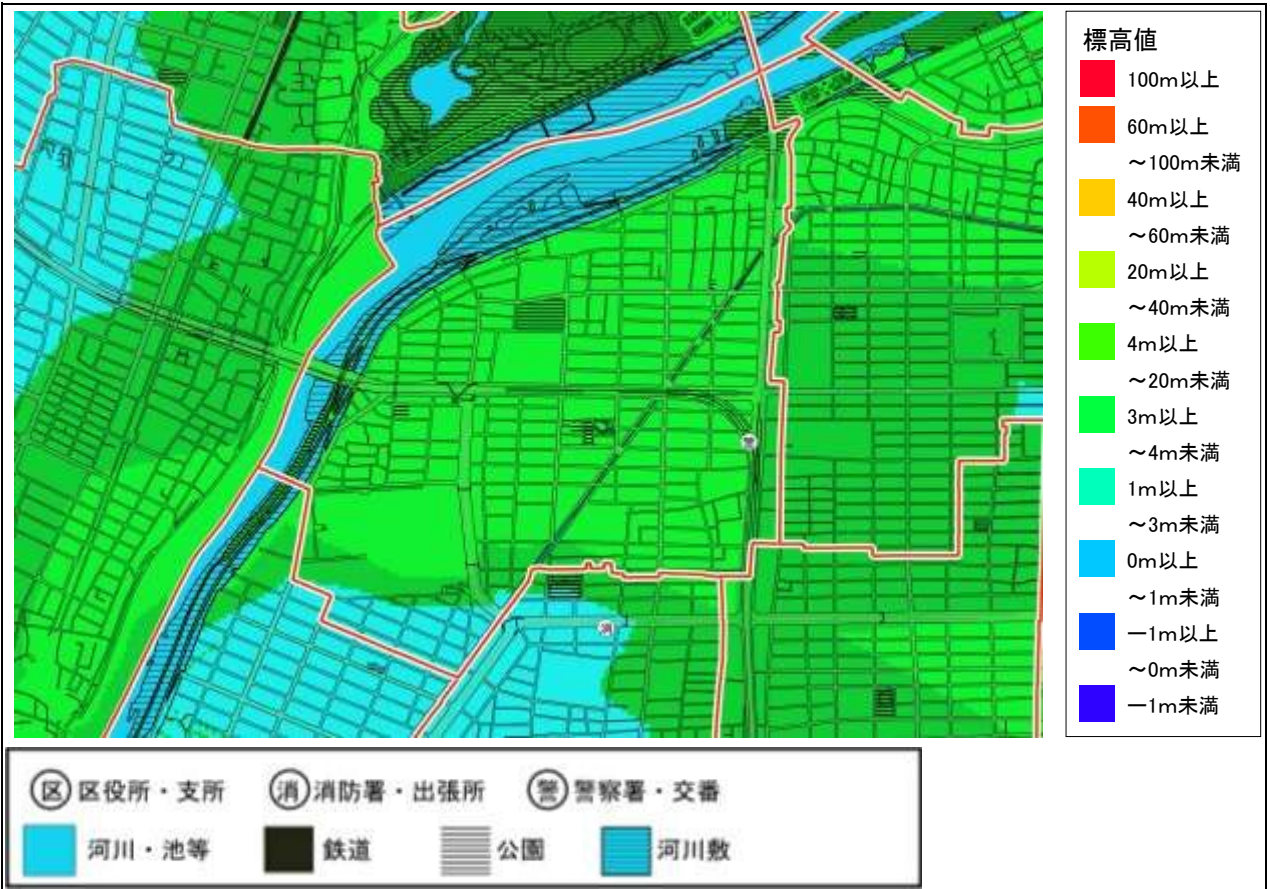 標高値
100m以上
60m以上
～100m未満
40m以上
～60m未満
20m以上
～40m未満
4m以上
～20m未満
3m以上
～4m未満
1m以上
～3m未満
0m以上
～1m未満
－1m以上
～0m未満
－1m未満
警
消
区 区役所・支所 消 消防署・出張所 警 警察署・交番
河川・池等 鉄道 公園 河川敷